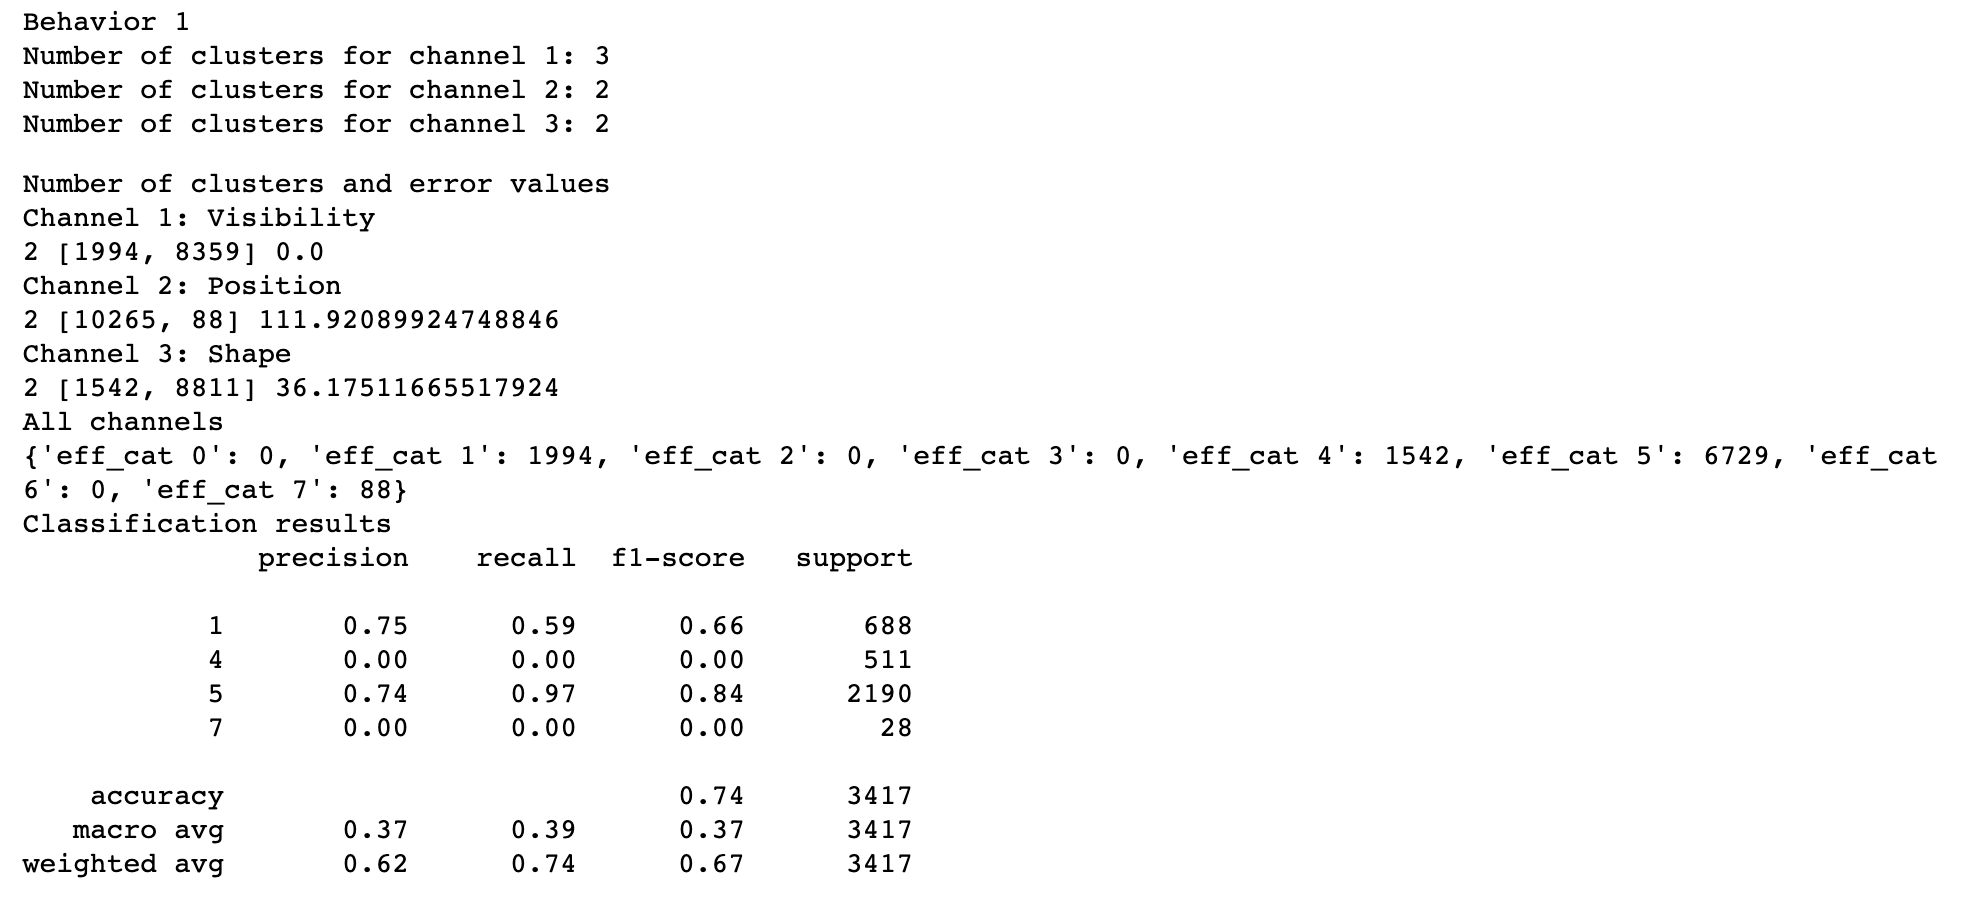 Behavior 1
Number of clusters for channel 1: 3
Number of clusters for channel 2: 2
Number of clusters for channel 3: 2
Number of clusters and error values
Channel 1: Visibility
2 [1994, 8359] 0.0
Channel 2: Position
2 [10265, 88] 111.92089924748846
Channel 3: Shape
2 [1542, 8811] 36.17511665517924
All channels
{'eff_cat 0': 0, 'eff_cat 1': 1994, 'eff_cat 2': 0, 'eff_cat 3': 0, 'eff_cat 4': 1542, 'eff_cat 5': 6729, 'eff_cat
6': 0, 'eff_cat 7': 88}
Classification results
precision recall f1-score support
1 0.75 0.59 0.66 688
4 0.00 0.00 0.00 511
5 0.74 0.97 0.84 2190
7 0.00 0.00 0.00 28
accuracy 0.74 3417
macro avg 0.37 0.39 0.37 3417
weighted avg 0.62 0.74 0.67 3417